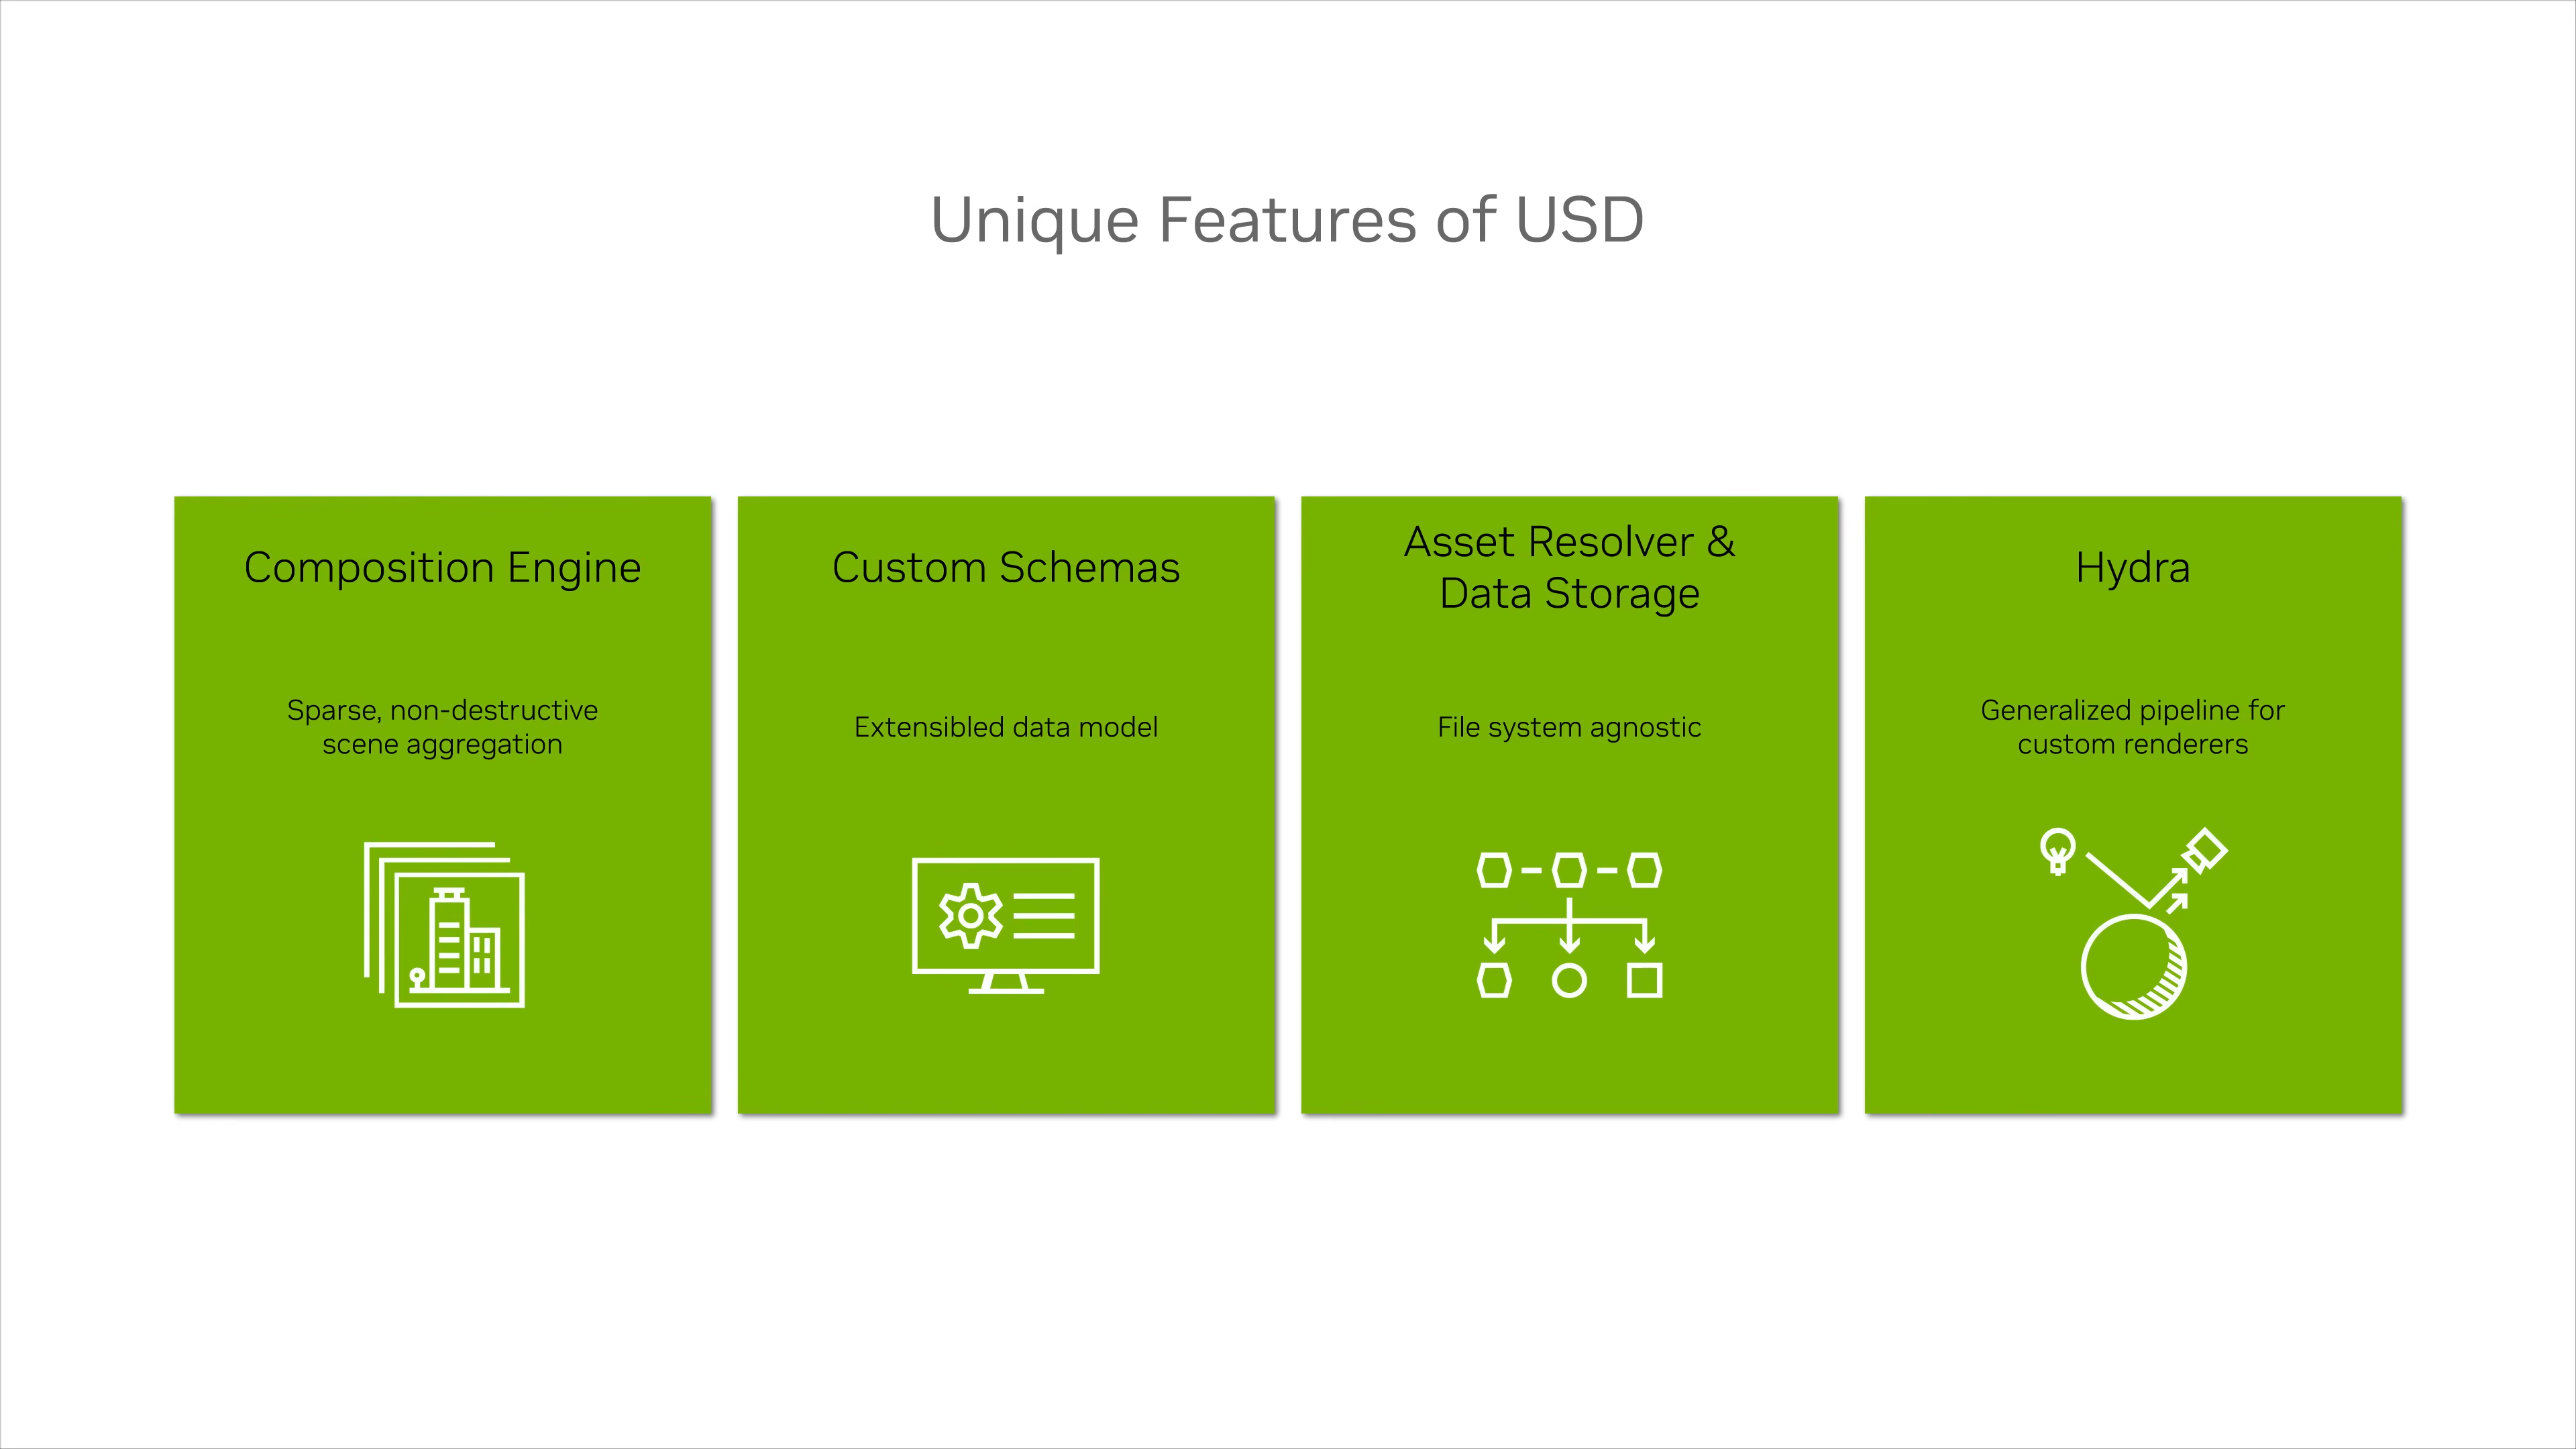 Unique Features of USD
Composition Engine
Sparse, non-destructive
scene aggregation
Custom Schemas
Extensibled data model
Asset Resolver &
Data Storage
File system agnostic
Hydra
Generalized pipeline for
custom renderers